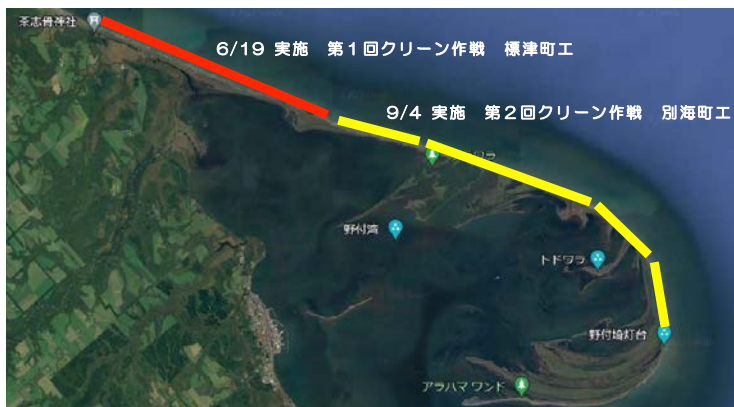 茶志骨神社
6/19 実施　第1回クリーン作戦　標津町工
9/4 実施　第2回クリーン作戦　別海町工
野付湾
トドワラ
野付埼灯台
アラハマワンド